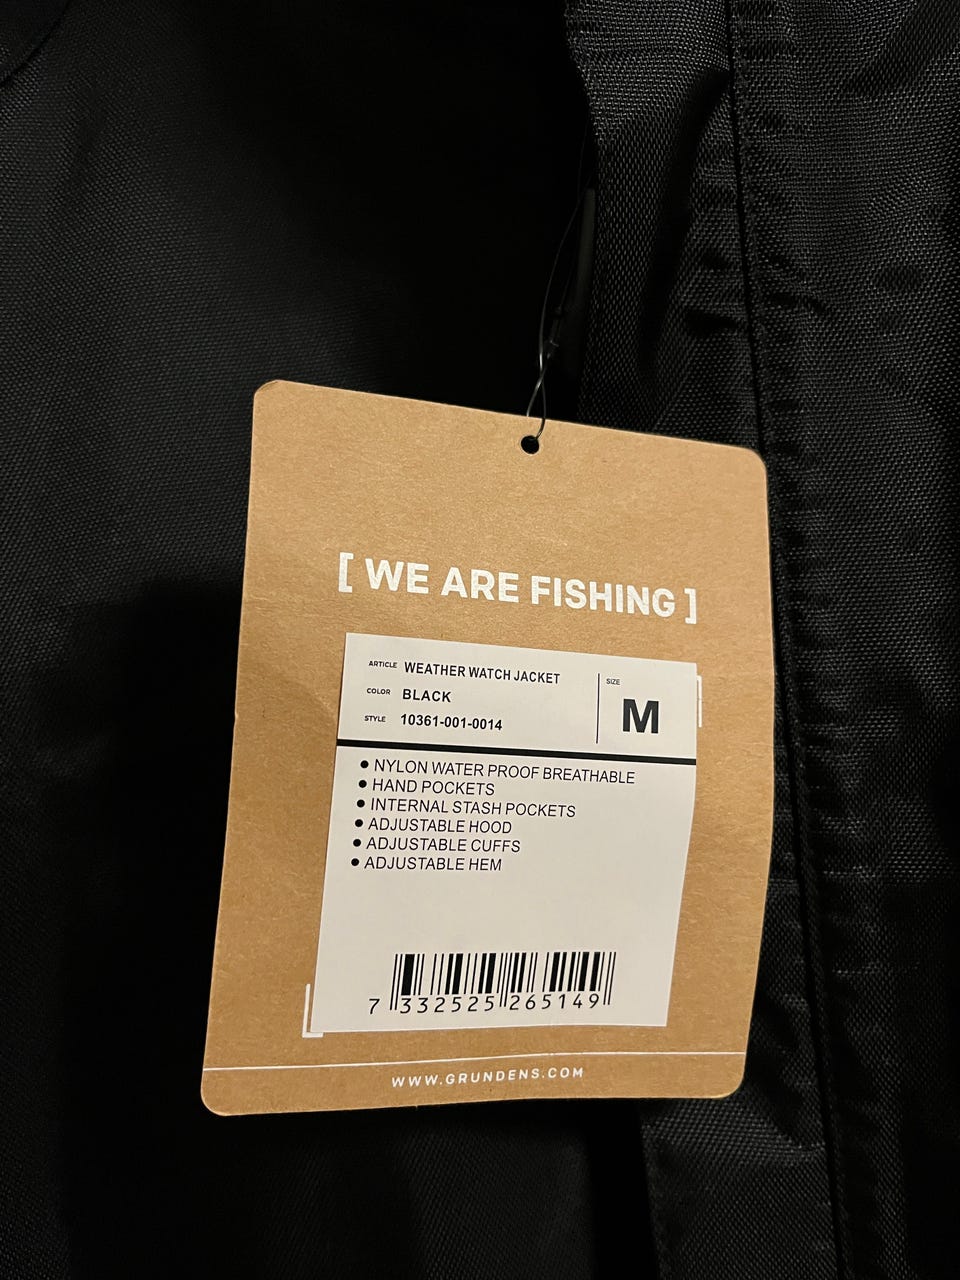 [ WE ARE FISHING ]
ARTICLE WEATHER WATCH JACKET
COLOR BLACK
STYLE 10361-001-0014
SIZE
M
• NYLON WATER PROOF BREATHABLE
• HAND POCKETS
• INTERNAL STASH POCKETS
• ADJUSTABLE HOOD
• ADJUSTABLE CUFFS
• ADJUSTABLE HEM
7 332525 265149
WWW.GRUNDENS.COM